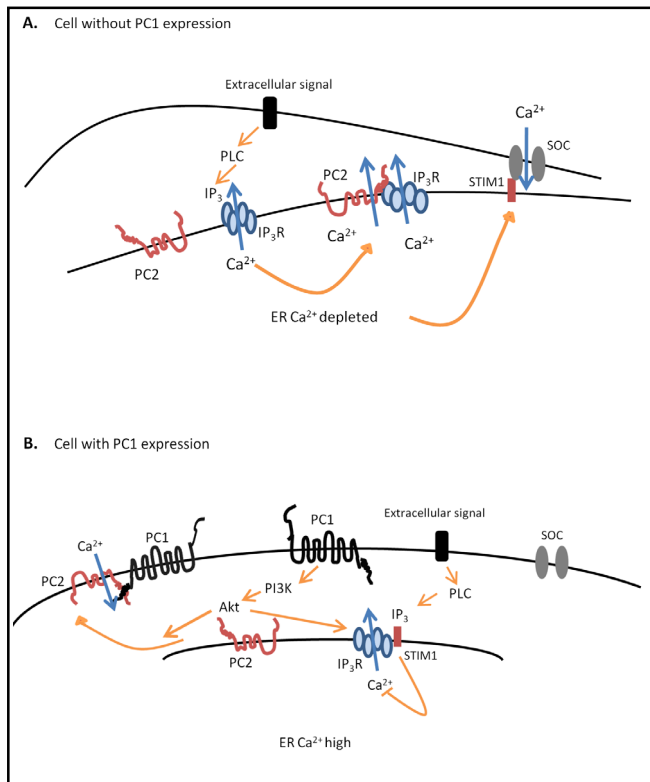 A. Cell without PC1 expression
Extracellular signal
Ca²⁺
SOC
PLC
PC2
IP₃R
STIM1
IP₃
IP₃R
Ca²⁺
Ca²⁺
PC2
Ca²⁺
ER Ca²⁺ depleted
B. Cell with PC1 expression
Extracellular signal
PC1
SOC
Ca²⁺
PC1
PC2
PI3K
PLC
Akt
IP₃
PC2
IP₃R
STIM1
Ca²⁺
ER Ca²⁺ high